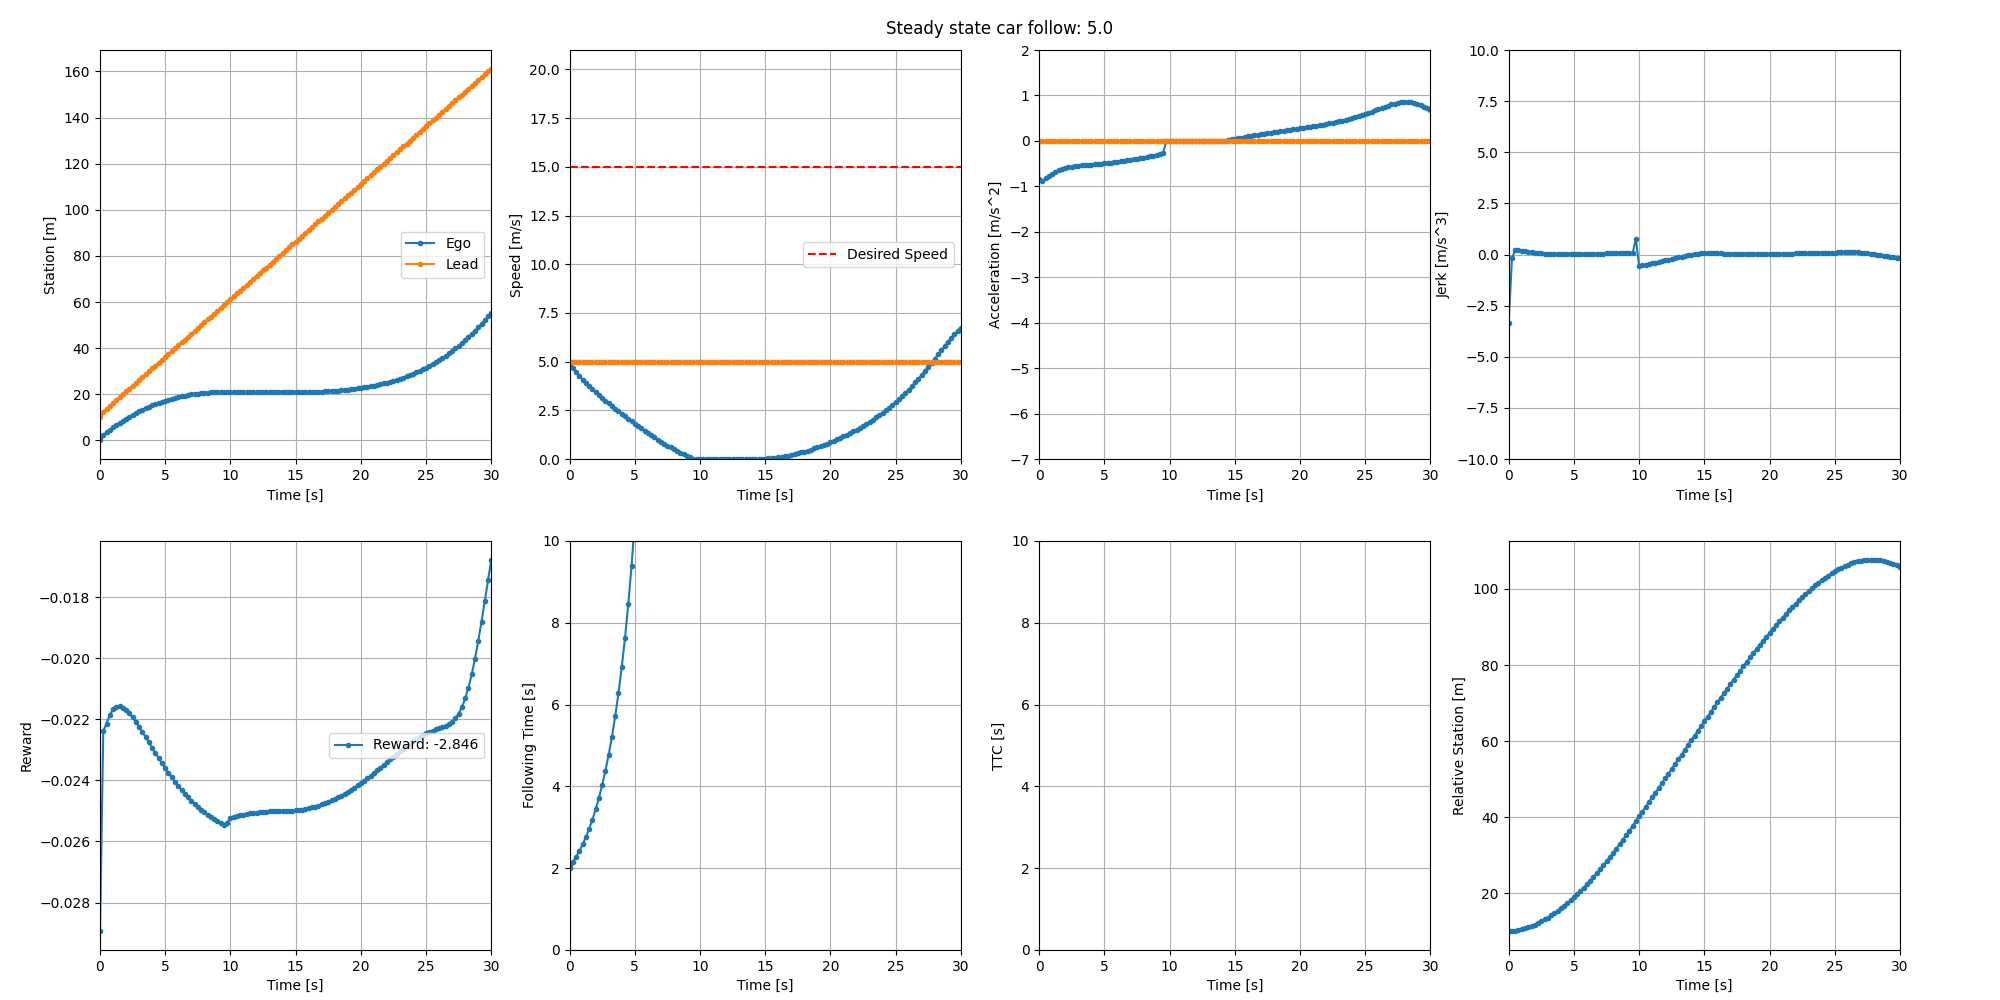 Steady state car follow: 5.0
Station [m]
160
140
120
100
80
60
40
20
0
Ego
Lead
0 5 10 15 20 25 30
Time [s]
Speed [m/s]
20.0
17.5
15.0
12.5
10.0
7.5
5.0
2.5
0.0
Desired Speed
0 5 10 15 20 25 30
Time [s]
Acceleration [m/s^2]
2
1
0
−1
−2
−3
−4
−5
−6
−7
0 5 10 15 20 25 30
Time [s]
Jerk [m/s^3]
10.0
7.5
5.0
2.5
0.0
−2.5
−5.0
−7.5
−10.0
0 5 10 15 20 25 30
Time [s]
Reward
−0.018
−0.020
−0.022
−0.024
−0.026
−0.028
Reward: -2.846
0 5 10 15 20 25 30
Time [s]
Following Time [s]
10
8
6
4
2
0
0 5 10 15 20 25 30
Time [s]
TTC [s]
10
8
6
4
2
0
0 5 10 15 20 25 30
Time [s]
Relative Station [m]
100
80
60
40
20
0 5 10 15 20 25 30
Time [s]